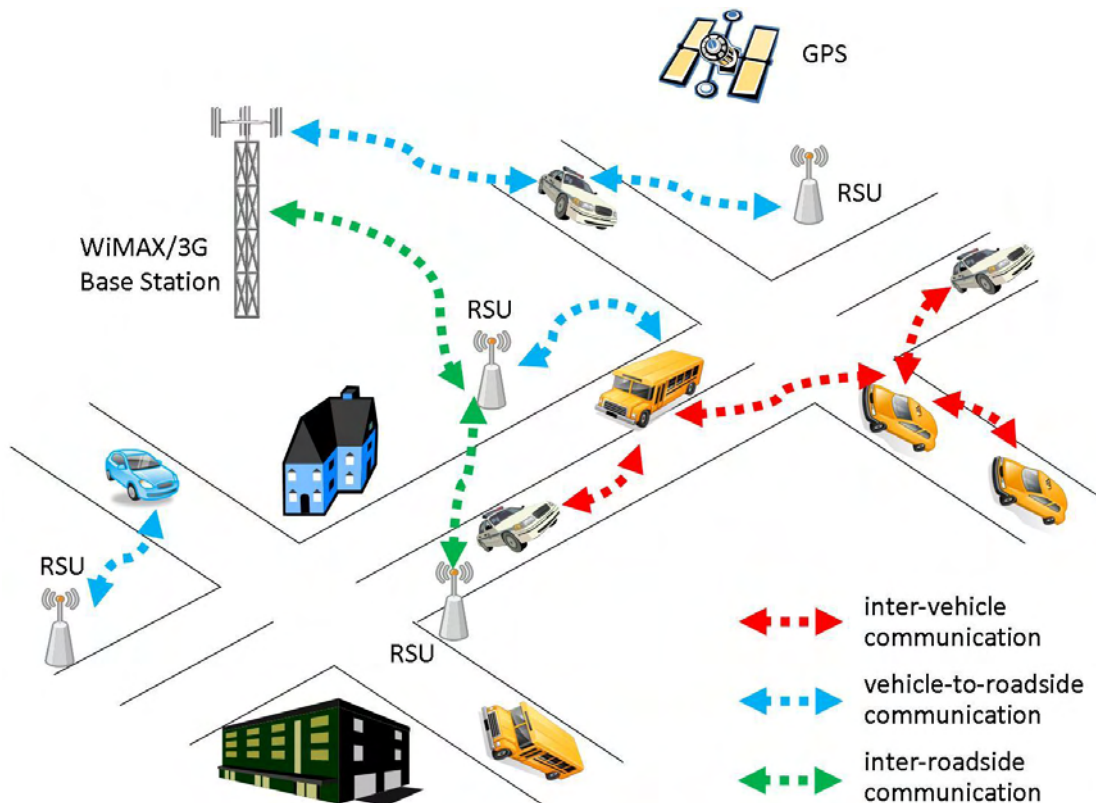 GPS
RSU
WiMAX/3G
Base Station
RSU
RSU
RSU
inter-vehicle
communication
vehicle-to-roadside
communication
inter-roadside
communication